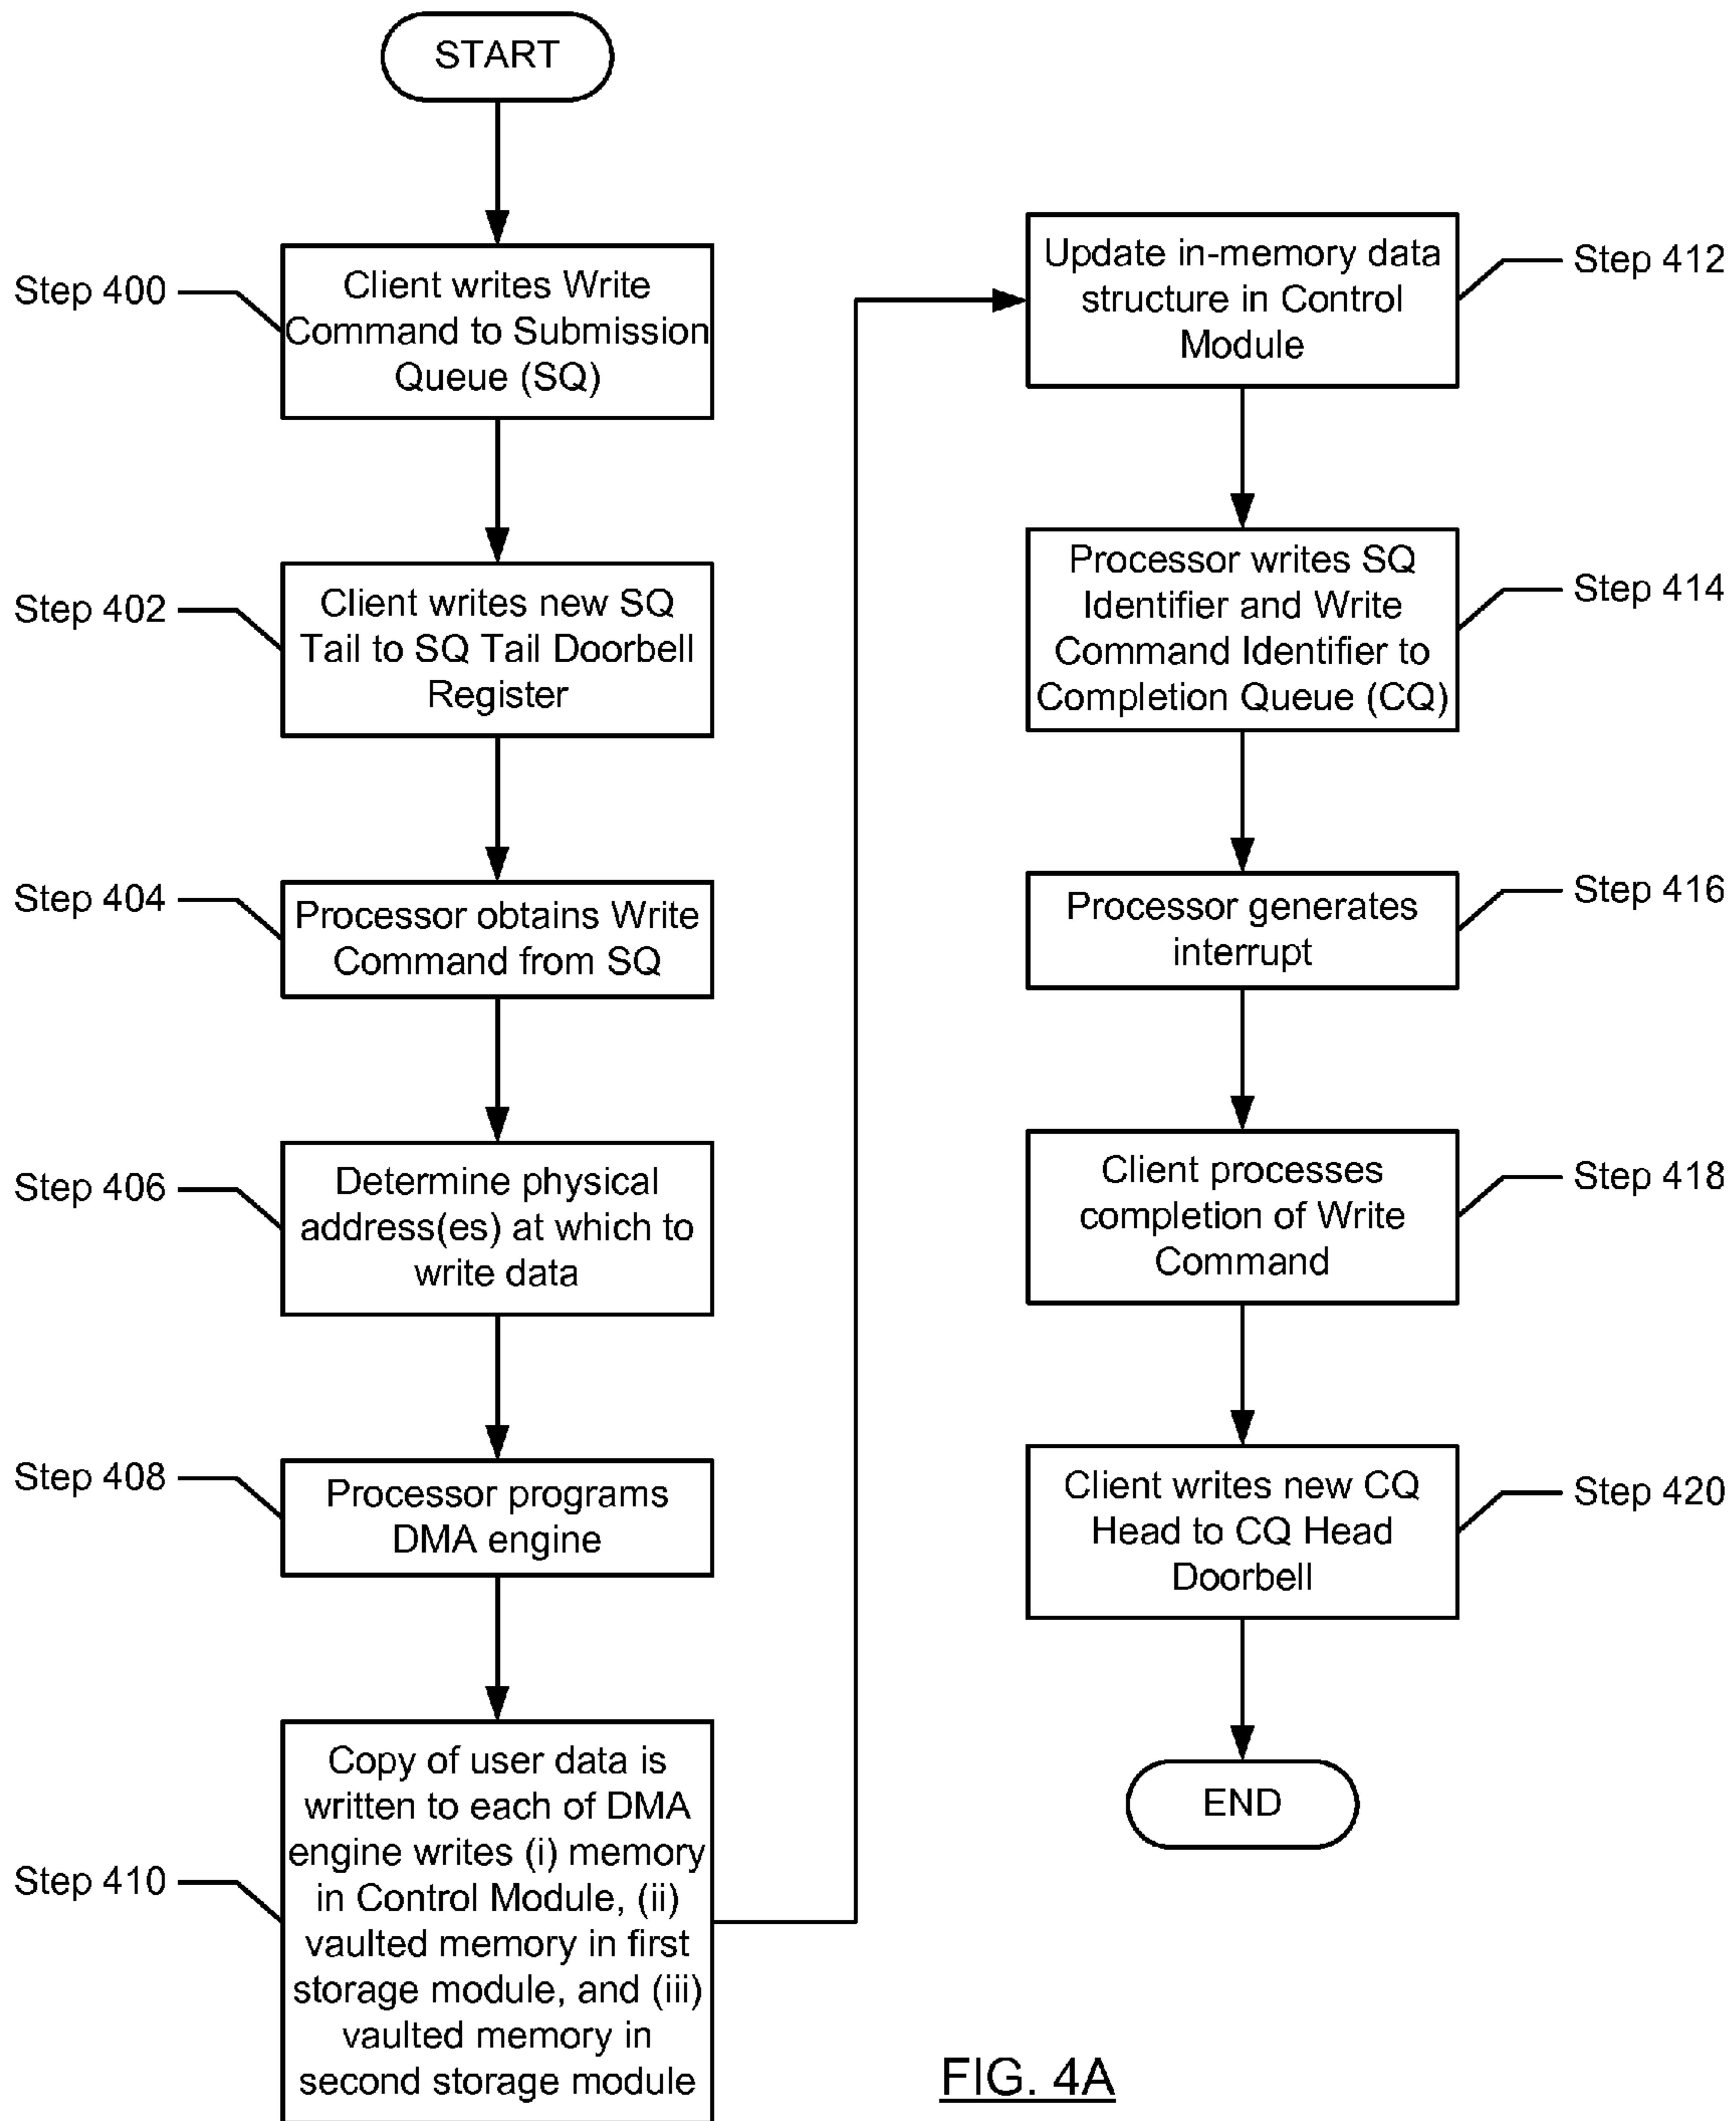 START
Step 400
Client writes Write
Command to Submission
Queue (SQ)
Step 402
Client writes new SQ
Tail to SQ Tail Doorbell
Register
Step 404
Processor obtains Write
Command from SQ
Step 406
Determine physical
address(es) at which to
write data
Step 408
Processor programs
DMA engine
Step 410
Copy of user data is
written to each of DMA
engine writes (i) memory
in Control Module, (ii)
vaulted memory in first
storage module, and (iii)
vaulted memory in
second storage module
Update in-memory data
structure in Control
Module
Step 412
Processor writes SQ
Identifier and Write
Command Identifier to
Completion Queue (CQ)
Step 414
Processor generates
interrupt
Step 416
Client processes
completion of Write
Command
Step 418
Client writes new CQ
Head to CQ Head
Doorbell
Step 420
END
FIG. 4A